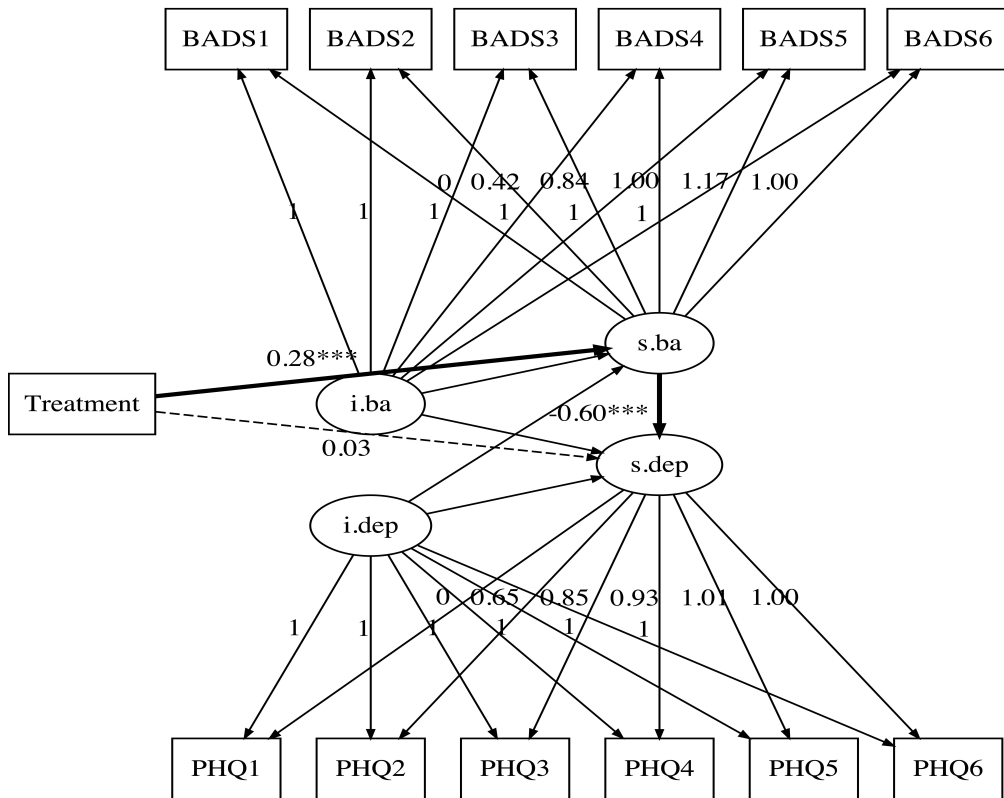 BADS1 BADS2 BADS3 BADS4 BADS5 BADS6
0 0.42 0.84 1.00 1.17 1.00
1 1 1 1 1 1
s.ba
0.28***
Treatment
i.ba
-0.60***
0.03
s.dep
i.dep
0 0.65 0.85 0.93 1.01 1.00
1 1 1 1 1 1
PHQ1 PHQ2 PHQ3 PHQ4 PHQ5 PHQ6